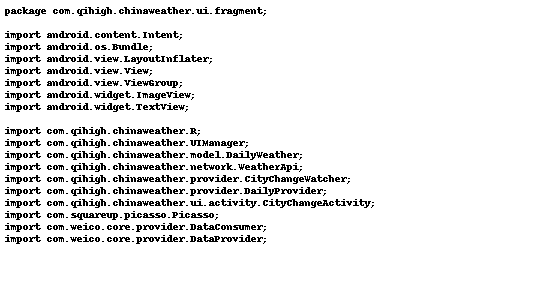 package com.qihigh.chinaweather.ui.fragment;
import android.content.Intent;
import android.os.Bundle;
import android.view.LayoutInflater;
import android.view.View;
import android.view.ViewGroup;
import android.widget.ImageView;
import android.widget.TextView;
import com.qihigh.chinaweather.R;
import com.qihigh.chinaweather.UIManager;
import com.qihigh.chinaweather.model.DailyWeather;
import com.qihigh.chinaweather.network.WeatherApi;
import com.qihigh.chinaweather.provider.CityChangeWatcher;
import com.qihigh.chinaweather.provider.DailyProvider;
import com.qihigh.chinaweather.ui.activity.CityChangeActivity;
import com.squareup.picasso.Picasso;
import com.weico.core.provider.DataConsumer;
import com.weico.core.provider.DataProvider;